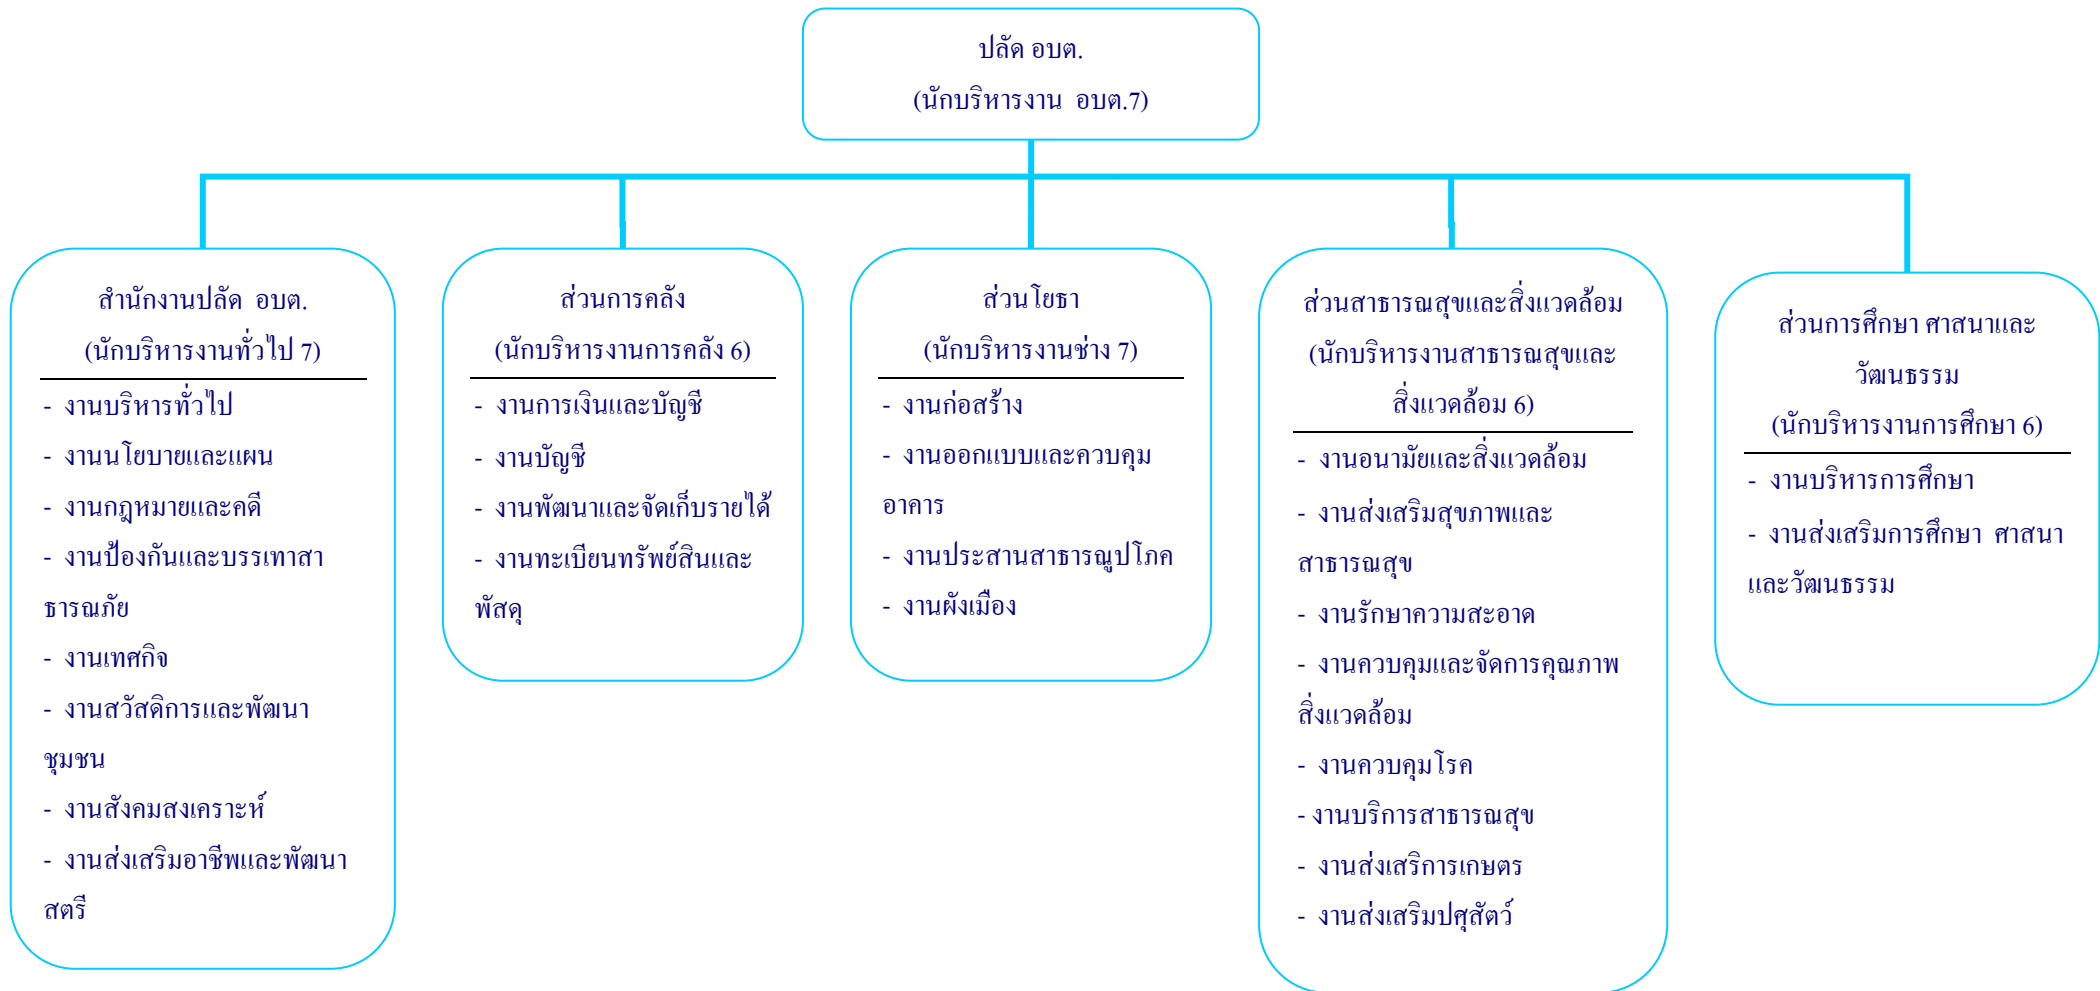 ปลัด อบต.
(นักบริหารงาน อบต.7)
สำนักงานปลัด อบต.
(นักบริหารงานทั่วไป 7)
- งานบริหารทั่วไป
- งานนโยบายและแผน
- งานกฎหมายและคดี
- งานป้องกันและบรรเทาสา
ธารณภัย
- งานเทศกิจ
- งานสวัสดิการและพัฒนา
ชุมชน
- งานสังคมสงเคราะห์
- งานส่งเสริมอาชีพและพัฒนา
สตรี
ส่วนการคลัง
(นักบริหารงานการคลัง 6)
- งานการเงินและบัญชี
- งานบัญชี
- งานพัฒนาและจัดเก็บรายได้
- งานทะเบียนทรัพย์สินและ
พัสดุ
ส่วนโยธา
(นักบริหารงานช่าง 7)
- งานก่อสร้าง
- งานออกแบบและควบคุม
อาคาร
- งานประสานสาธารณูปโภค
- งานผังเมือง
ส่วนสาธารณสุขและสิ่งแวดล้อม
(นักบริหารงานสาธารณสุขและ
สิ่งแวดล้อม 6)
- งานอนามัยและสิ่งแวดล้อม
- งานส่งเสริมสุขภาพและ
สาธารณสุข
- งานรักษาความสะอาด
- งานควบคุมและจัดการคุณภาพ
สิ่งแวดล้อม
- งานควบคุมโรค
- งานบริการสาธารณสุข
- งานส่งเสริการเกษตร
- งานส่งเสริมปศุสัตว์
ส่วนการศึกษา ศาสนาและ
วัฒนธรรม
(นักบริหารงานการศึกษา 6)
- งานบริหารการศึกษา
- งานส่งเสริมการศึกษา ศาสนา
และวัฒนธรรม